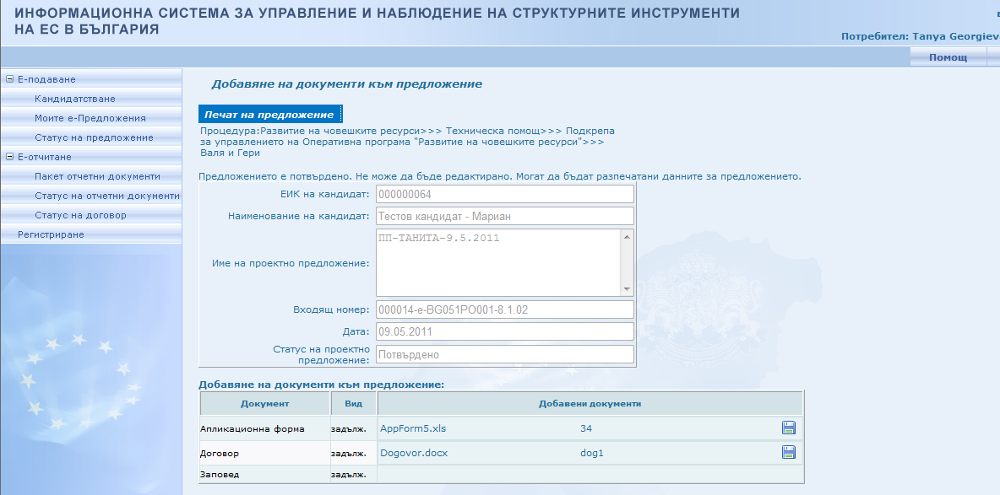 ИНФОРМАЦИОННА СИСТЕМА ЗА УПРАВЛЕНИЕ И НАБЛЮДЕНИЕ НА СТРУКТУРНИТЕ ИНСТРУМЕНТИ
НА ЕС В БЪЛГАРИЯ
Потребител: Tanya Georgiev
Помощ
Е-подаване
Кандидатстване
Моите е-Предложения
Статус на предложение
Е-отчитане
Пакет отчетни документи
Статус на отчетни документи
Статус на договор
Регистриране
Добавяне на документи към предложение
Печат на предложение
Процедура:Развитие на човешките ресурси>>> Техническа помощ>>> Подкрепа
за управлението на Оперативна програма "Развитие на човешките ресурси">>>
Валя и Гери
Предложението е потвърдено. Не може да бъде редактирано. Могат да бъдат разпечатани данните за предложението.
ЕИК на кандидат: 000000064
Наименование на кандидат: Тестов кандидат - Мариан
Име на проектно предложение: ПП-ТАНИТА-9.5.2011
Входящ номер: 000014-e-BG051PO001-8.1.02
Дата: 09.05.2011
Статус на проектно
предложение: Потвърдено
Добавяне на документи към предложение:
Документ Вид Добавени документи
Апликационна форма задълж. AppForm5.xls 34
Договор задълж. Dogovor.docx dog1
Заповед задълж.